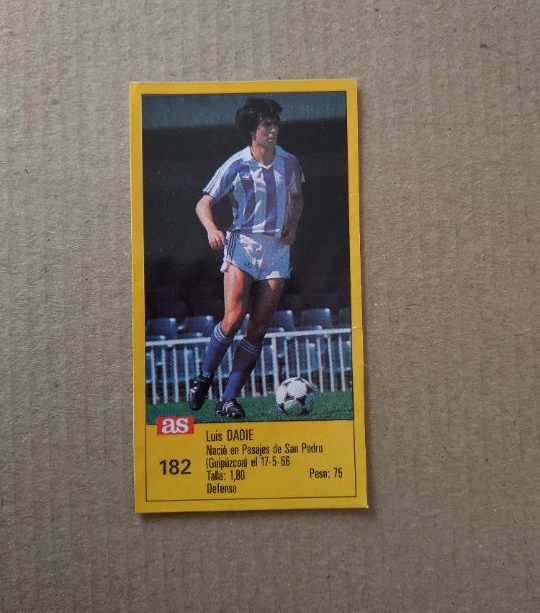 as
182
Luis DADIE
Nació en Pasajes de San Pedro
(Guipúzcoa) el 17-5-66
Talla: 1,80 Peso: 75
Defensa